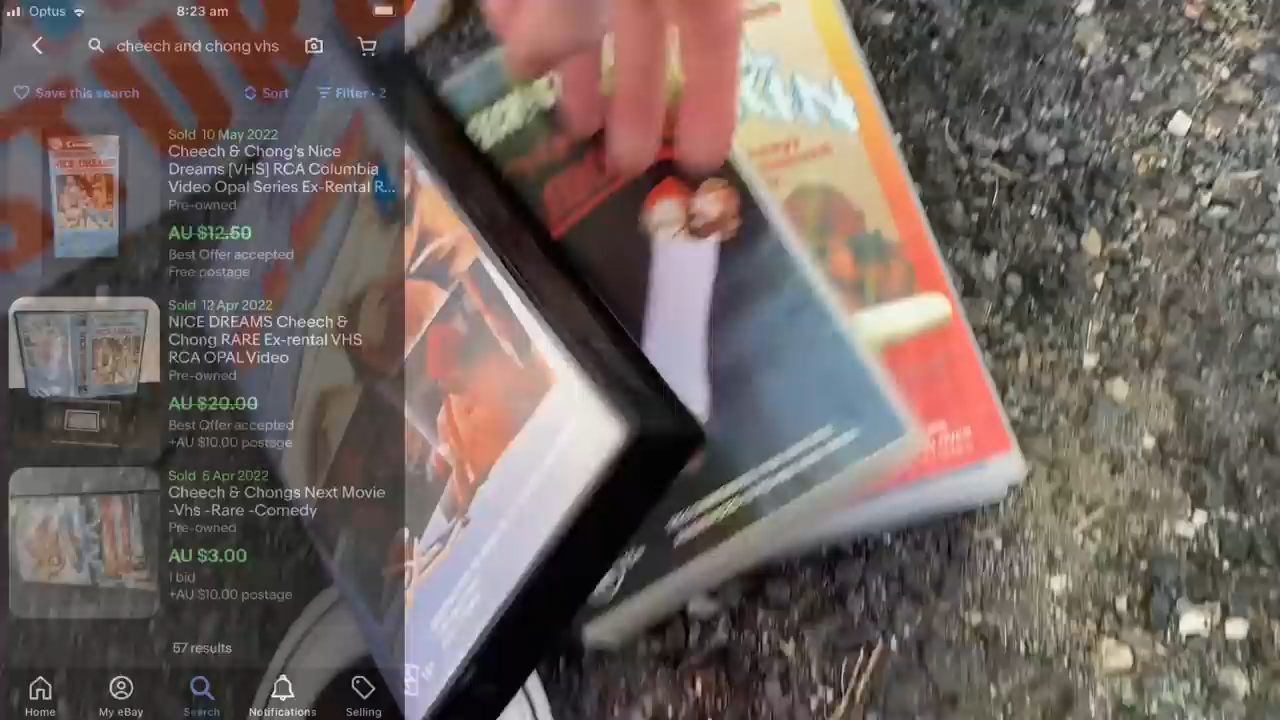 Optus
8:23 am
cheech and chong vhs
Save this search
Sort
Filter • 2
Sold 10 May 2022
Cheech & Chong's Nice
Dreams [VHS] RCA Columbia
Video Opal Series Ex-Rental R...
Pre-owned
AU $12.50
Best Offer accepted
Free postage
NICE DREAMS
Sold 12 Apr 2022
NICE DREAMS Cheech &
Chong RARE Ex-rental VHS
RCA OPAL Video
Pre-owned
AU $20.00
Best Offer accepted
+AU $10.00 postage
Sold 6 Apr 2022
Cheech & Chongs Next Movie
-Vhs -Rare -Comedy
Pre-owned
AU $3.00
1 bid
+AU $10.00 postage
57 results
Home
My eBay
Search
Notifications
Selling